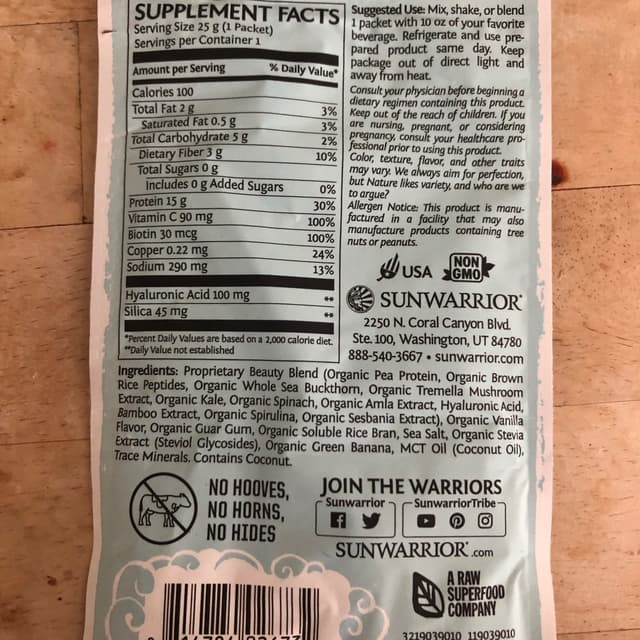 SUPPLEMENT FACTS
Serving Size 25 g (1 Packet)
Servings per Container 1
Amount per Serving % Daily Value*
Calories 100
Total Fat 2 g 3%
Saturated Fat 0.5 g 3%
Total Carbohydrate 5 g 2%
Dietary Fiber 3 g 10%
Total Sugars 0 g
Includes 0 g Added Sugars 0%
Protein 15 g 30%
Vitamin C 90 mg 100%
Biotin 30 mcg 100%
Copper 0.22 mg 24%
Sodium 290 mg 13%
Hyaluronic Acid 100 mg **
Silica 45 mg **
*Percent Daily Values are based on a 2,000 calorie diet.
**Daily Value not established
Suggested Use: Mix, shake, or blend
1 packet with 10 oz of your favorite
beverage. Refrigerate and use pre-
pared product same day. Keep
package out of direct light and
away from heat.
Consult your physician before beginning a
dietary regimen containing this product.
Keep out of the reach of children. If you
are nursing, pregnant, or considering
pregnancy, consult your healthcare pro-
fessional prior to using this product.
Color, texture, flavor, and other traits
may vary. We always aim for perfection,
but Nature likes variety, and who are we
to argue?
Allergen Notice: This product is manu-
factured in a facility that may also
manufacture products containing tree
nuts or peanuts.
USA
NON
GMO
SUNWARRIOR®
2250 N. Coral Canyon Blvd.
Ste. 100, Washington, UT 84780
888-540-3667 • sunwarrior.com
Ingredients: Proprietary Beauty Blend (Organic Pea Protein, Organic Brown
Rice Peptides, Organic Whole Sea Buckthorn, Organic Tremella Mushroom
Extract, Organic Kale, Organic Spinach, Organic Amla Extract, Hyaluronic Acid,
Bamboo Extract, Organic Spirulina, Organic Sesbania Extract), Organic Vanilla
Flavor, Organic Guar Gum, Organic Soluble Rice Bran, Sea Salt, Organic Stevia
Extract (Steviol Glycosides), Organic Green Banana, MCT Oil (Coconut Oil),
Trace Minerals. Contains Coconut.
NO HOOVES,
NO HORNS,
NO HIDES
JOIN THE WARRIORS
Sunwarrior SunwarriorTribe
SUNWARRIOR®.com
A RAW
SUPERFOOD
COMPANY
3219039010 119039010